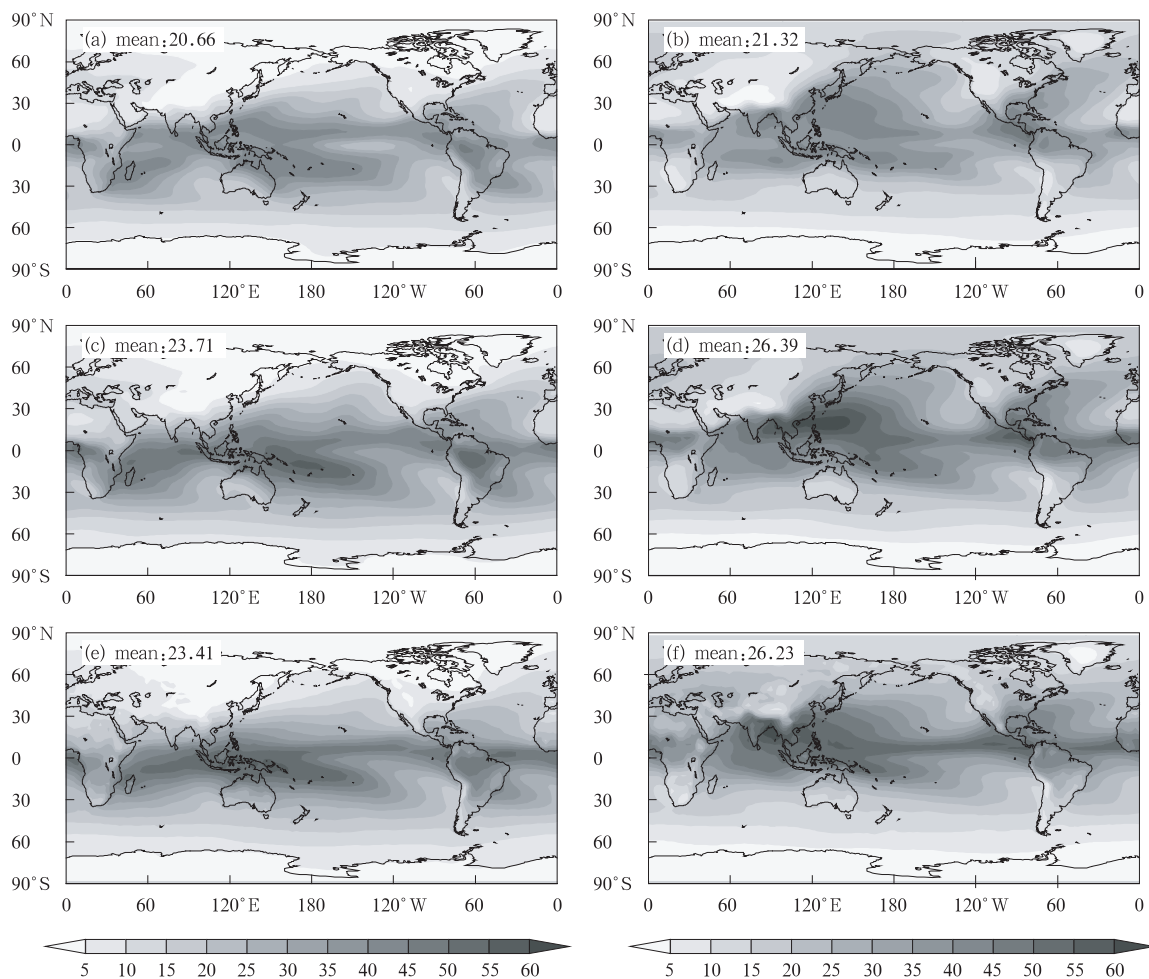 90°N
(a) mean:20.66
60
30
0
30
60
90°S
0 60 120°E 180 120°W 60 0
(b) mean:21.32
0 60 120°E 180 120°W 60 0
90°N
(c) mean:23.71
60
30
0
30
60
90°S
0 60 120°E 180 120°W 60 0
(d) mean:26.39
0 60 120°E 180 120°W 60 0
90°N
(e) mean:23.41
60
30
0
30
60
90°S
0 60 120°E 180 120°W 60 0
(f) mean:26.23
0 60 120°E 180 120°W 60 0
90°N
60
30
0
30
60
90°S
90°N
60
30
0
30
60
90°S
90°N
60
30
0
30
60
90°S
5 10 15 20 25 30 35 40 45 50 55 60
5 10 15 20 25 30 35 40 45 50 55 60